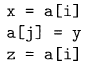 x = a[i]
a[j] = y
z = a[i]